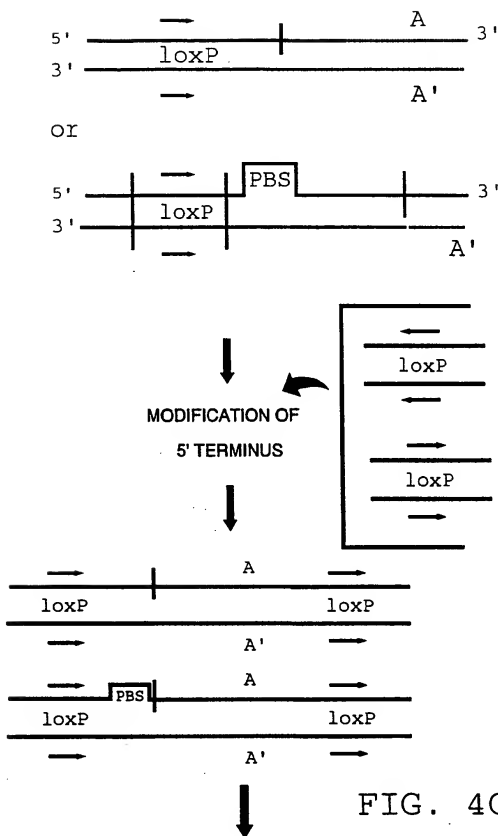 A
5' 3'
loxP
3'
A'
or
PBS
5' 3'
loxP
3'
A'
loxP
MODIFICATION OF
5' TERMINUS
loxP
A
loxP loxP
A'
A
PBS
loxP loxP
A'
FIG. 4C